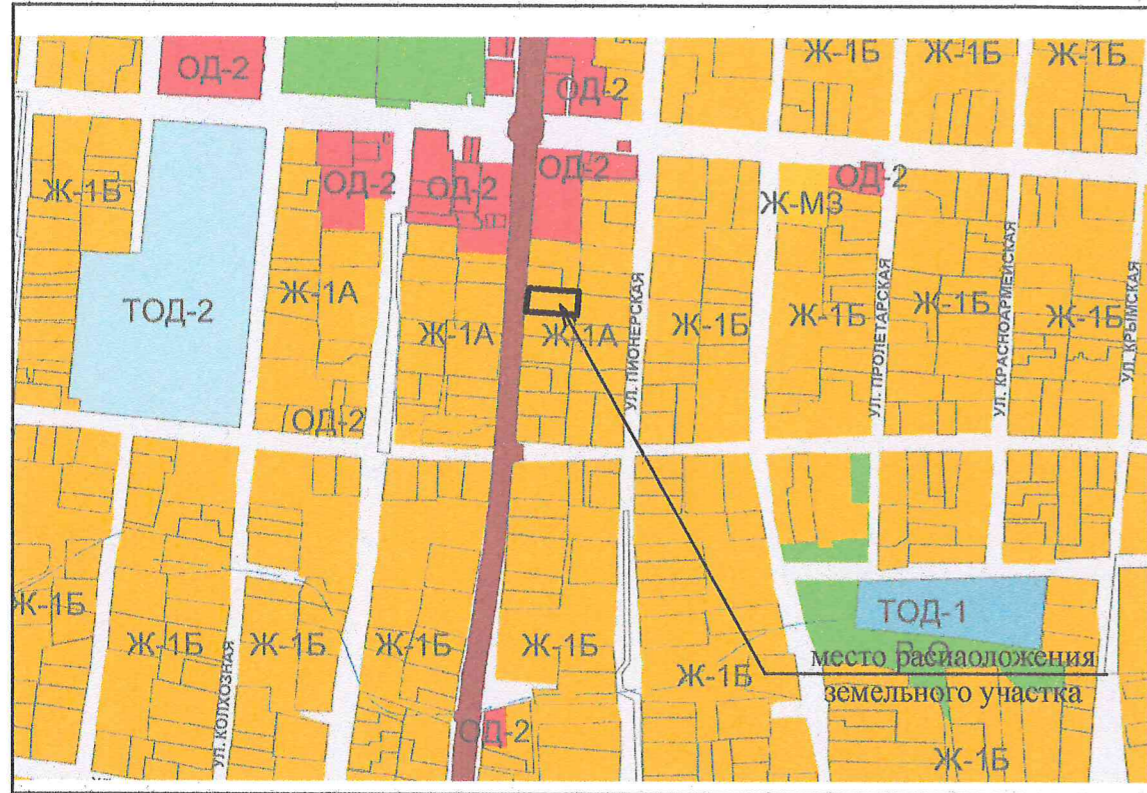 Ж-1Б
Ж-1Б
Ж-1Б
ОД-2
ОД-2
ОД-2
ОД-2
ОД-2
ОД-2
Ж-1Б
Ж-МЗ
ТОД-2
Ж-1А
Ж-1А
Ж-1А
УЛ. ПИОНЕРСКАЯ
Ж-1Б
Ж-1Б
УЛ. ПРОЛЕТАРСКАЯ
Ж-1Б
УЛ. КРАСНОАРМЕЙСКАЯ
Ж-1Б
УЛ. КРЫМСКАЯ
ОД-2
Ж-1Б
Ж-1Б
УЛ. КОЛХОЗНАЯ
Ж-1Б
Ж-1Б
Ж-1Б
ТОД-1
место расиаоложения
земельного участка
Ж-1Б
ОД-2
Ж-1Б